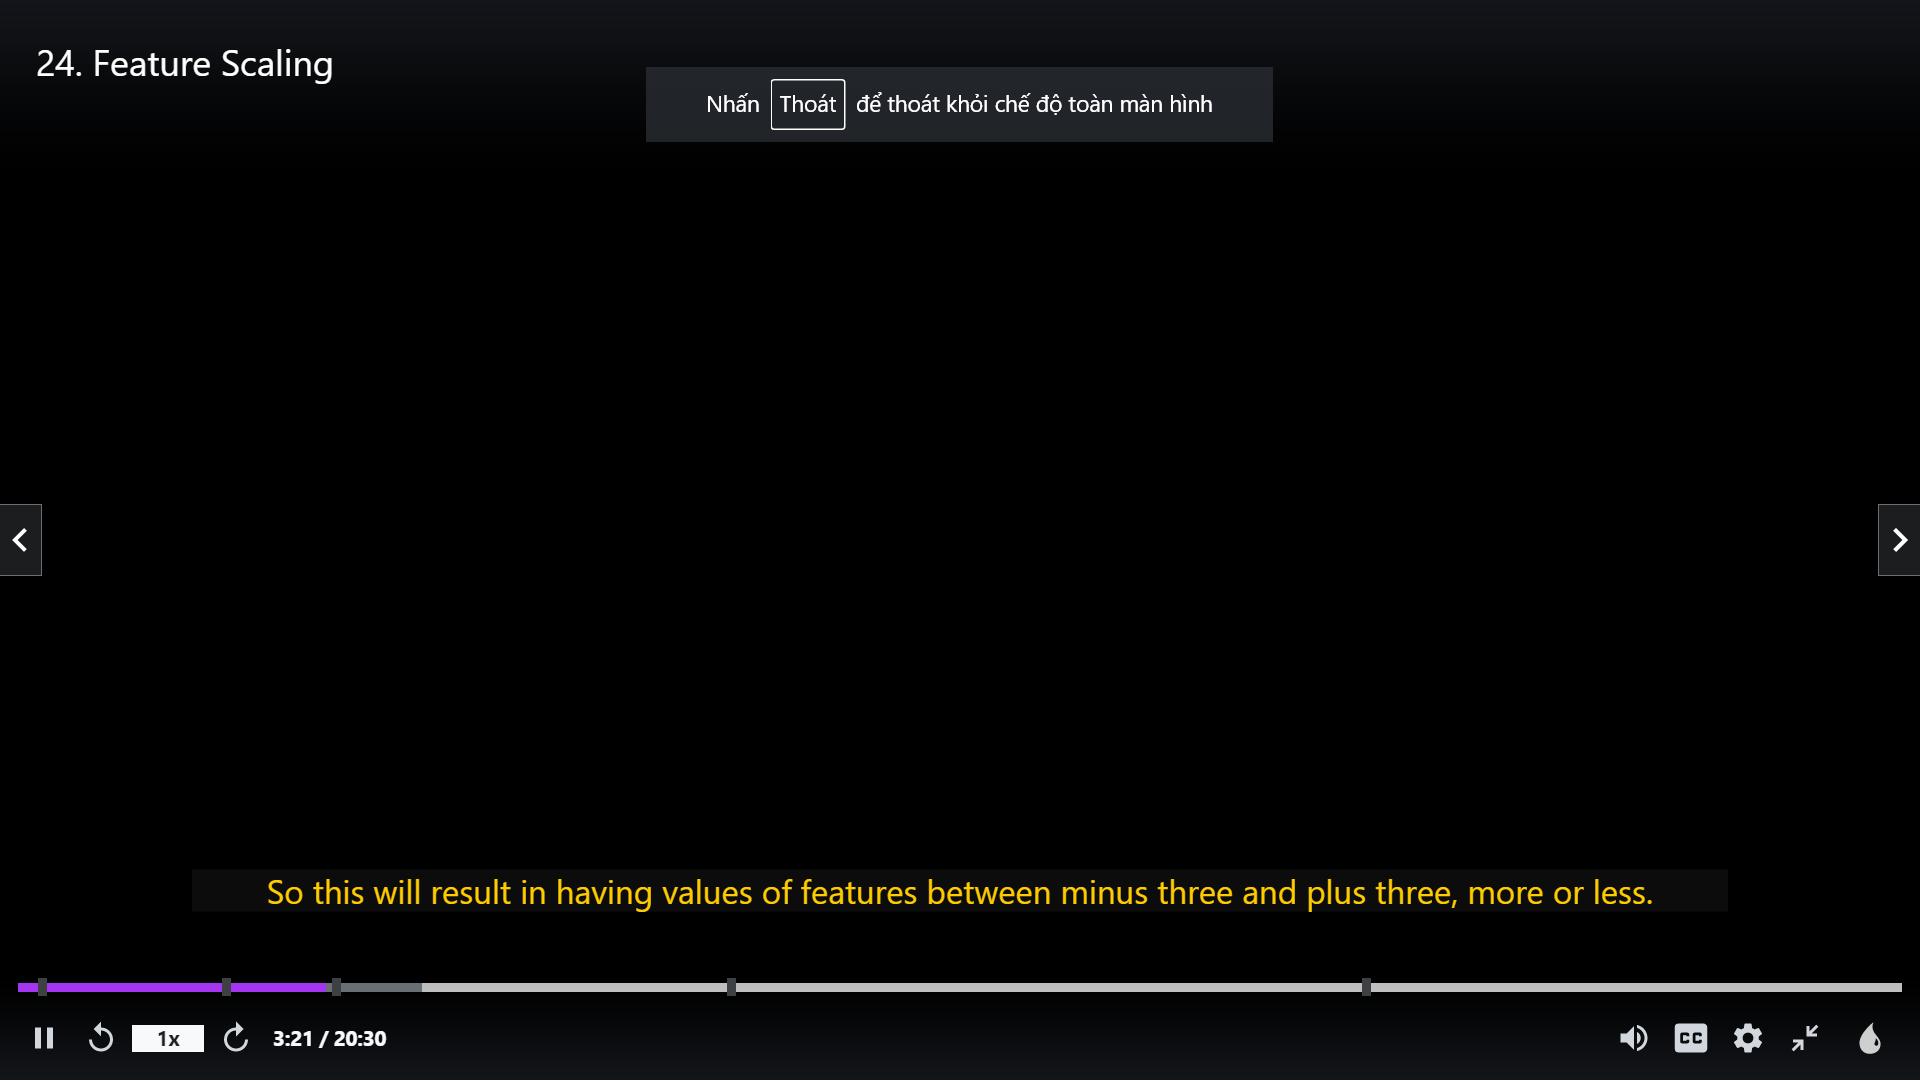 24. Feature Scaling
Nhấn Thoát để thoát khỏi chế độ toàn màn hình
So this will result in having values of features between minus three and plus three, more or less.
1x
3:21 / 20:30
CC